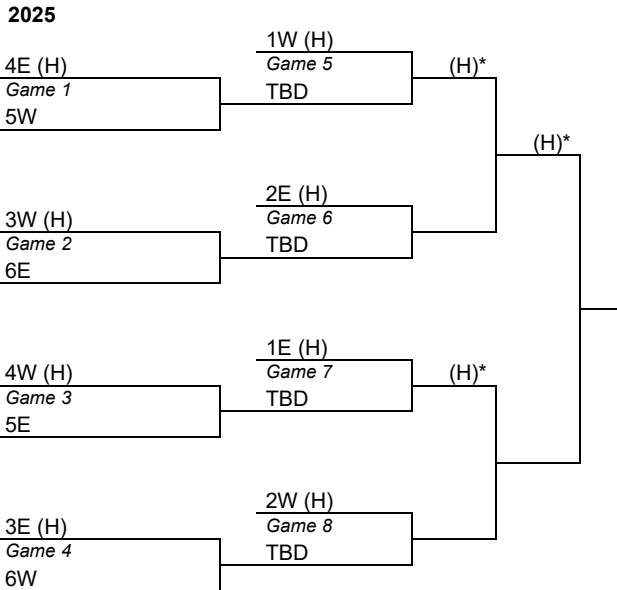 2025
4E (H)
Game 1
5W
1W (H)
Game 5
TBD
(H)*
(H)*
3W (H)
Game 2
6E
2E (H)
Game 6
TBD
4W (H)
Game 3
5E
1E (H)
Game 7
TBD
(H)*
3E (H)
Game 4
6W
2W (H)
Game 8
TBD